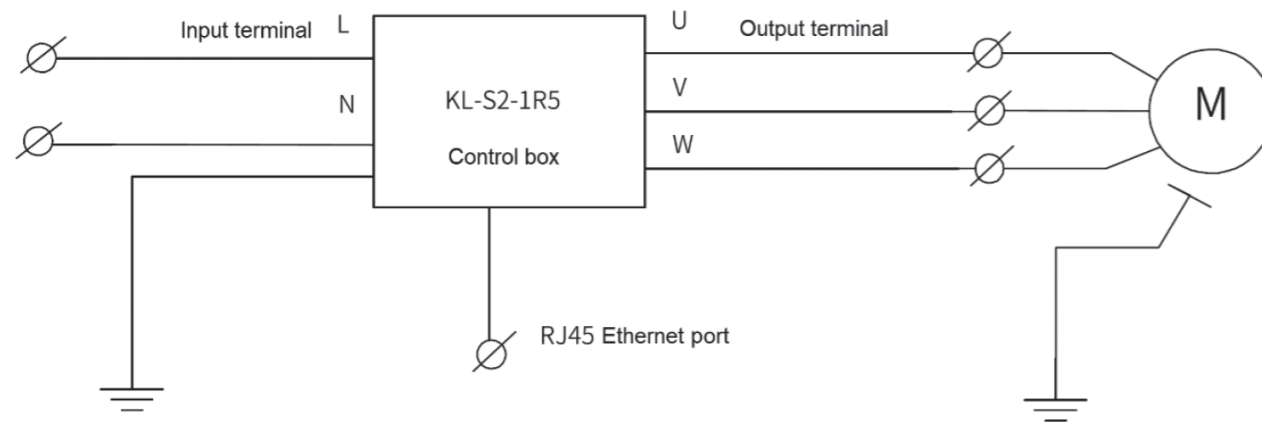 Input terminal
L
U
Output terminal
N
KL-S2-1R5
Control box
V
W
M
RJ45 Ethernet port